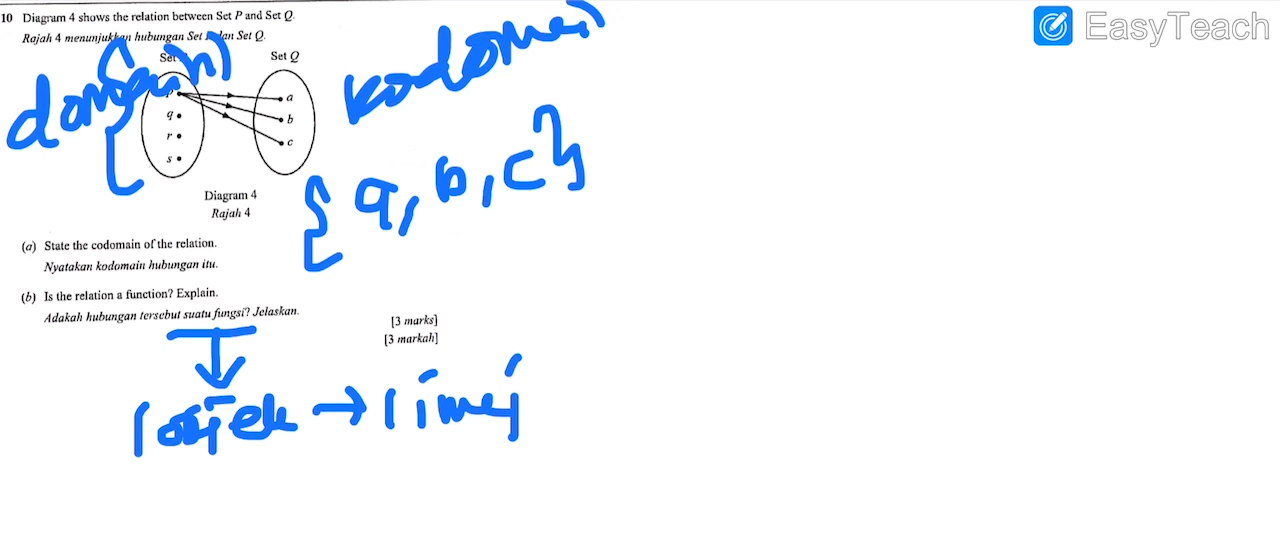 10 Diagram 4 shows the relation between Set P and Set Q.
Rajah 4 menunjukkan hubungan Set dan Set Q.
EasyTeach
Set Set Q
domain kodomain
p a
q b
r c
s
{a, b, c}
Diagram 4
Rajah 4
(a) State the codomain of the relation.
Nyatakan kodomain hubungan itu.
(b) Is the relation a function? Explain.
Adakah hubungan tersebut suatu fungsi? Jelaskan.
[3 marks]
[3 markah]
1 objek → 1 imej